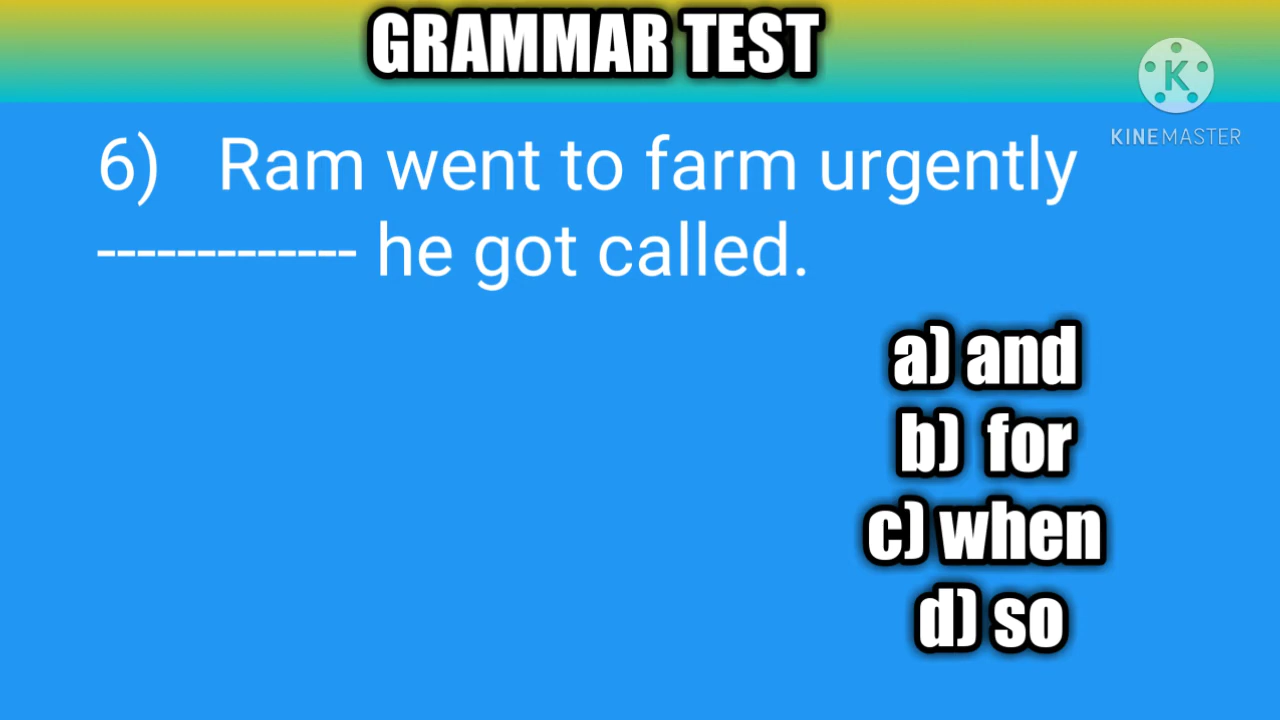 GRAMMAR TEST
K
KINEMASTER
6) Ram went to farm urgently
------------- he got called.
a) and
b) for
c) when
d) so